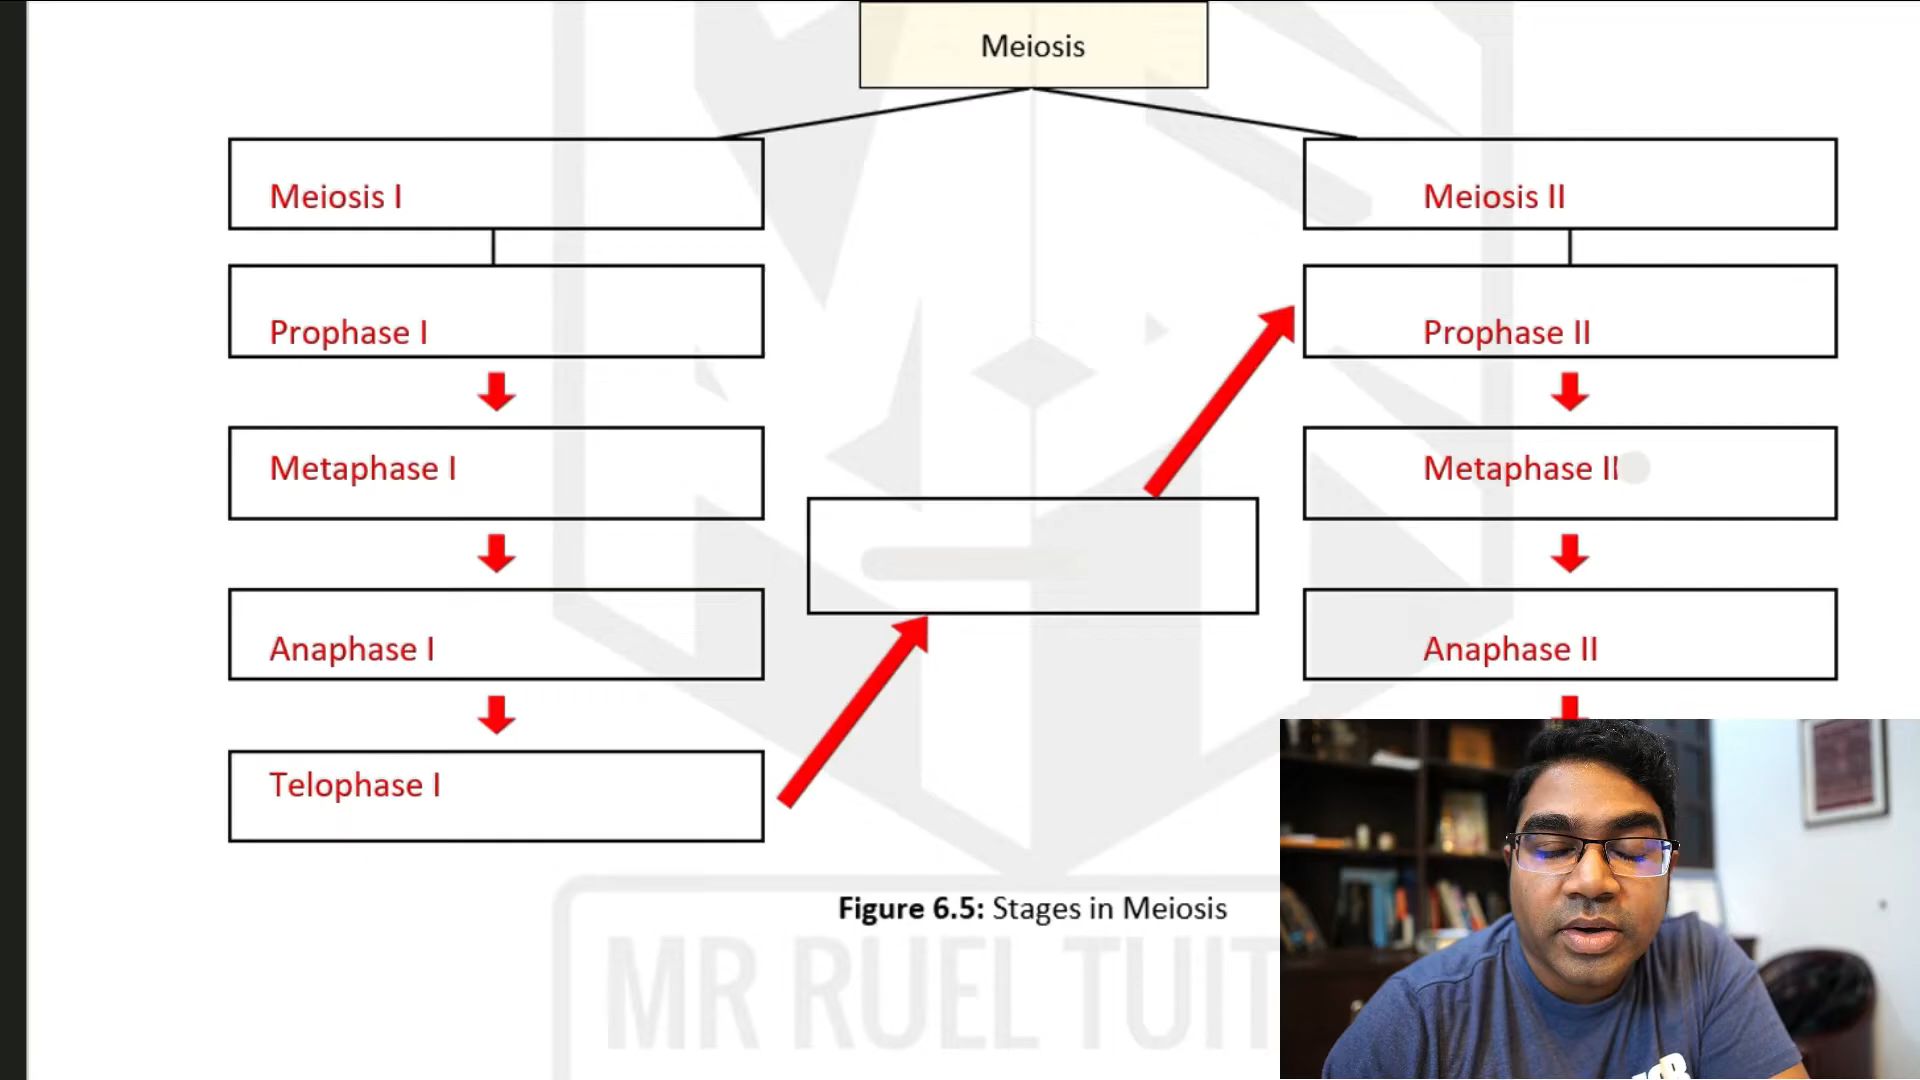 Meiosis
Meiosis I
Meiosis II
Prophase I
Prophase II
Metaphase I
Metaphase II
Anaphase I
Anaphase II
Telophase I
Figure 6.5: Stages in Meiosis
MR RUEL TUIT